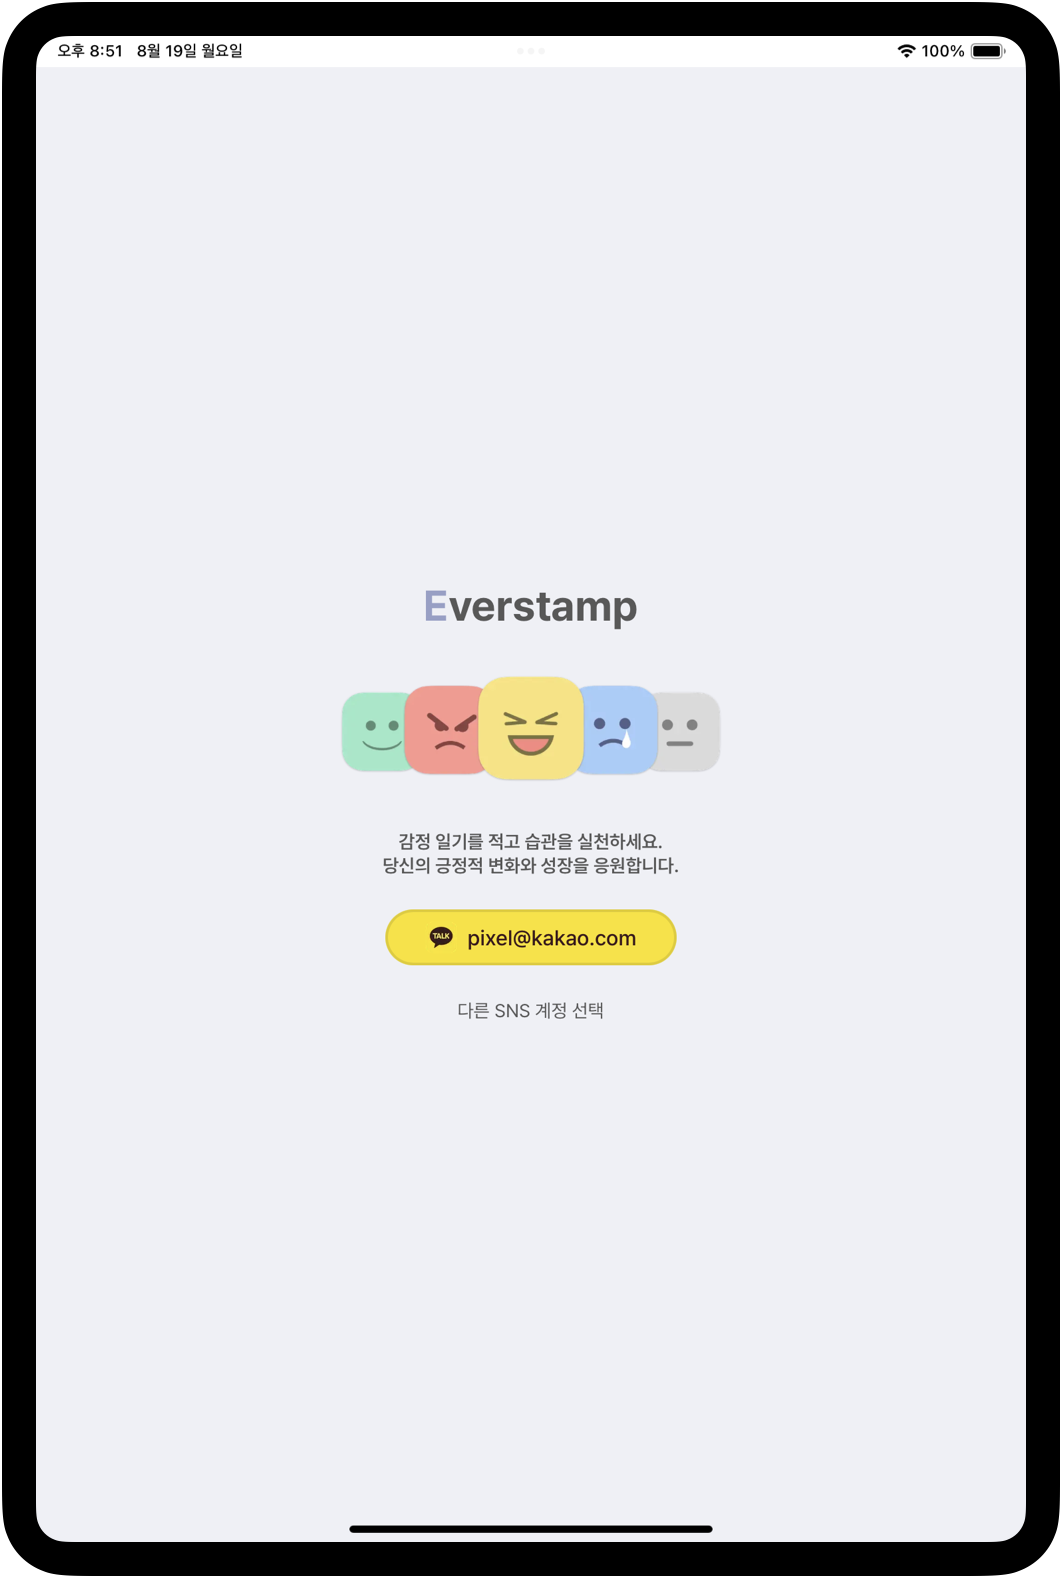 오후 8:51 8월 19일 월요일 100%
Everstamp
감정 일기를 적고 습관을 실천하세요.
당신의 긍정적 변화와 성장을 응원합니다.
TALK pixel@kakao.com
다른 SNS 계정 선택